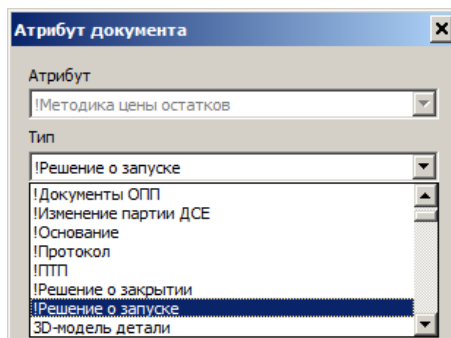 Атрибут документа
Атрибут
!Методика цены остатков
Тип
!Решение о запуске
!Документы ОПП
!Изменение партии ДСЕ
!Основание
!Протокол
!ПТП
!Решение о закрытии
!Решение о запуске
3D-модель детали